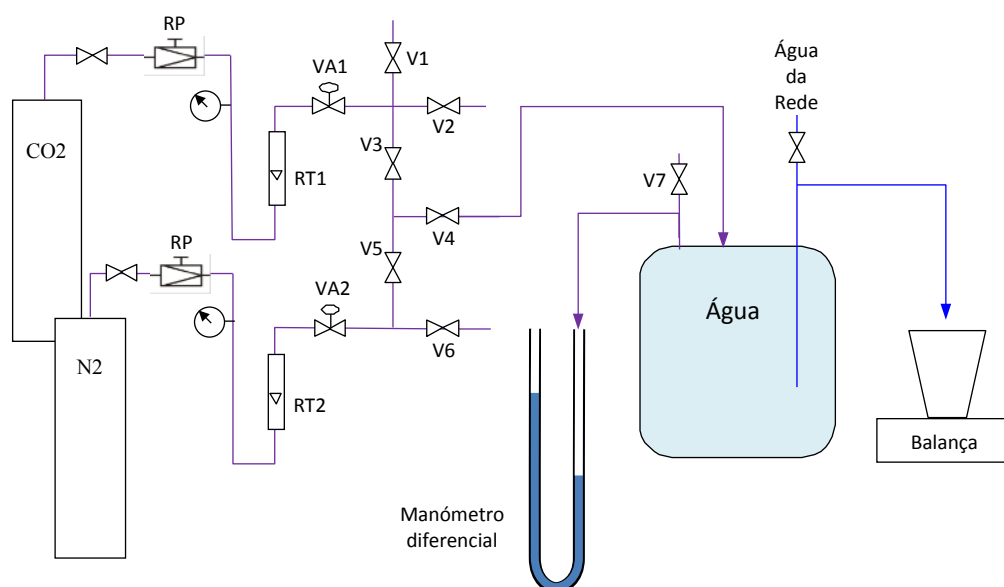 RP
V1
Água
da
Rede
VA1
V2
CO2
V3
RT1
V7
V4
V5
RP
VA2
Água
V6
N2
RT2
Balança
Manómetro
diferencial